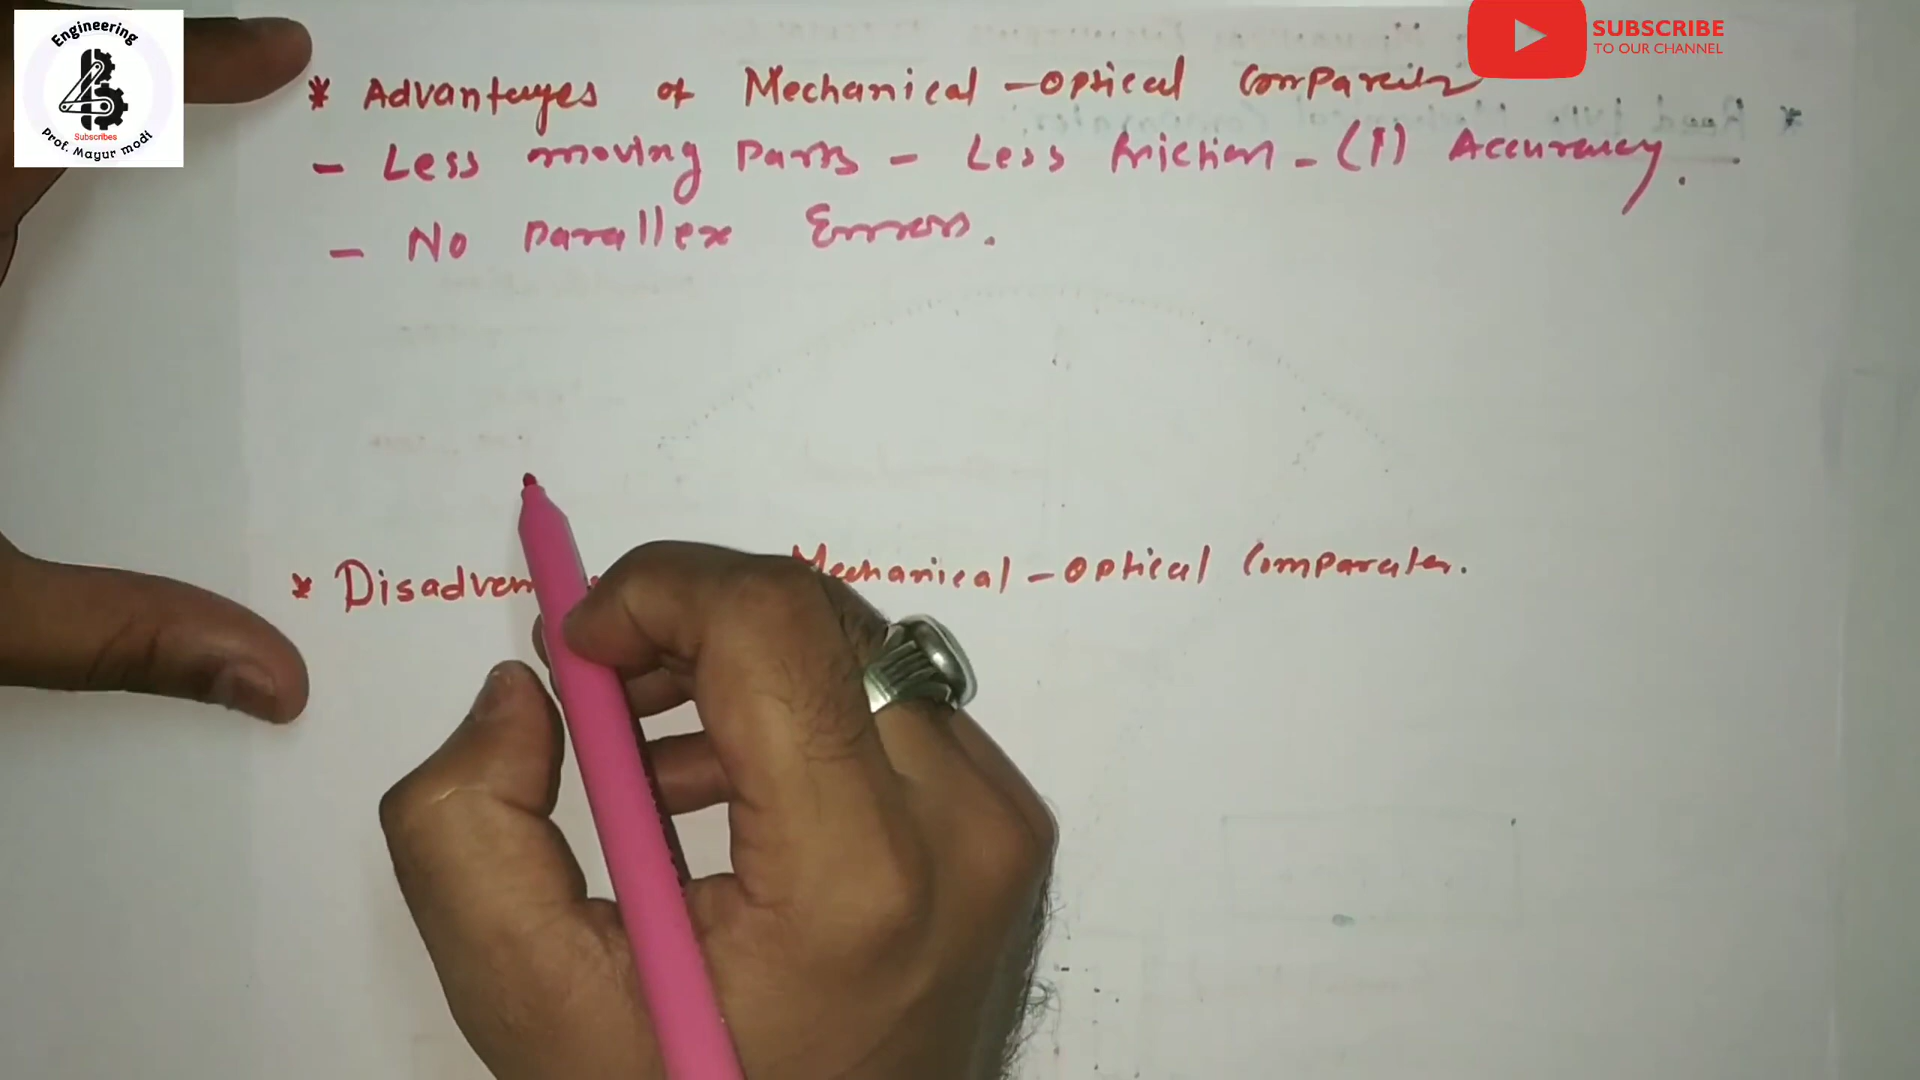 Engineering
Subscribes
Prof. Mayur modi
SUBSCRIBE
TO OUR CHANNEL
* Advantages of Mechanical - optical Comparator
- Less moving Parts - Less friction - (↑) Accuracy.
- No Parallex Errors.
* Disadvan Mechanical - optical Comparator.